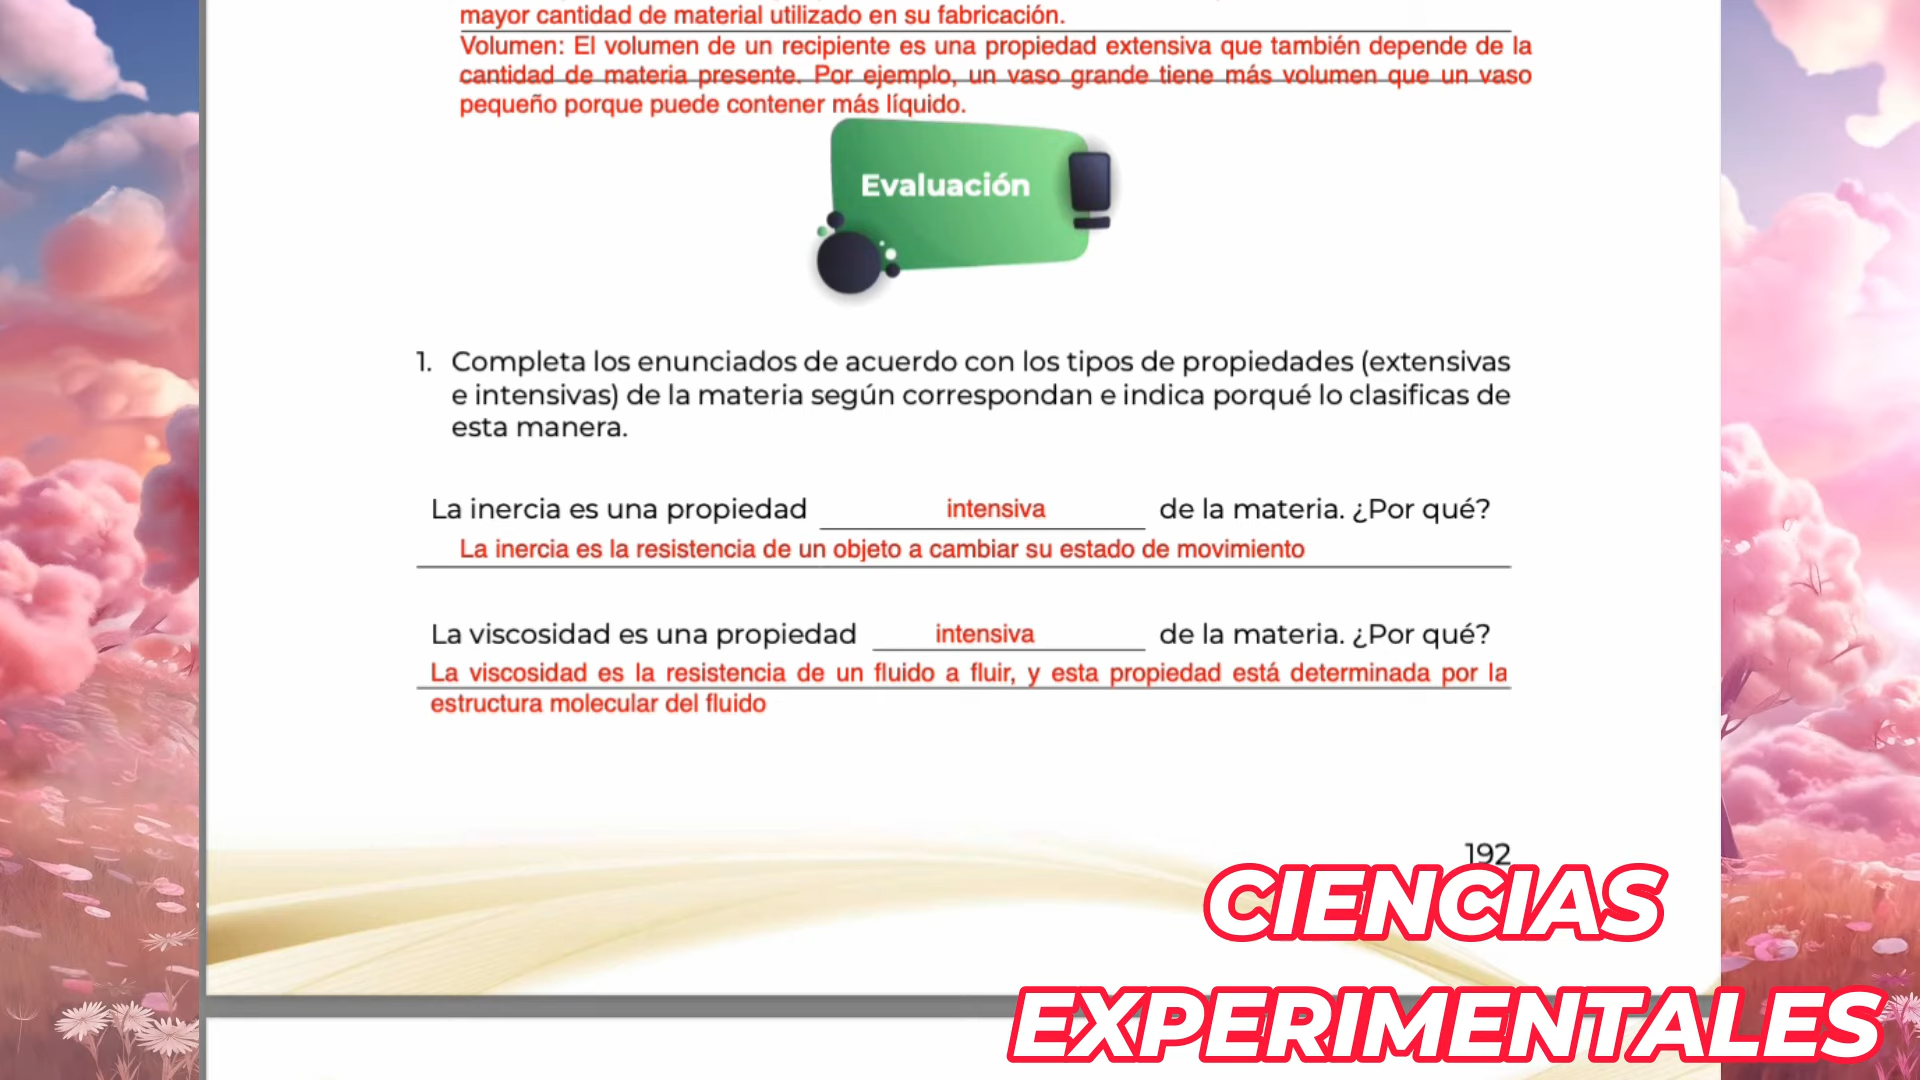 mayor cantidad de material utilizado en su fabricación.
Volumen: El volumen de un recipiente es una propiedad extensiva que también depende de la
cantidad de materia presente. Por ejemplo, un vaso grande tiene más volumen que un vaso
pequeño porque puede contener más líquido.
Evaluación
1. Completa los enunciados de acuerdo con los tipos de propiedades (extensivas
e intensivas) de la materia según correspondan e indica porqué lo clasificas de
esta manera.
La inercia es una propiedad intensiva de la materia. ¿Por qué?
La inercia es la resistencia de un objeto a cambiar su estado de movimiento
La viscosidad es una propiedad intensiva de la materia. ¿Por qué?
La viscosidad es la resistencia de un fluido a fluir, y esta propiedad está determinada por la
estructura molecular del fluido
192
CIENCIAS
EXPERIMENTALES